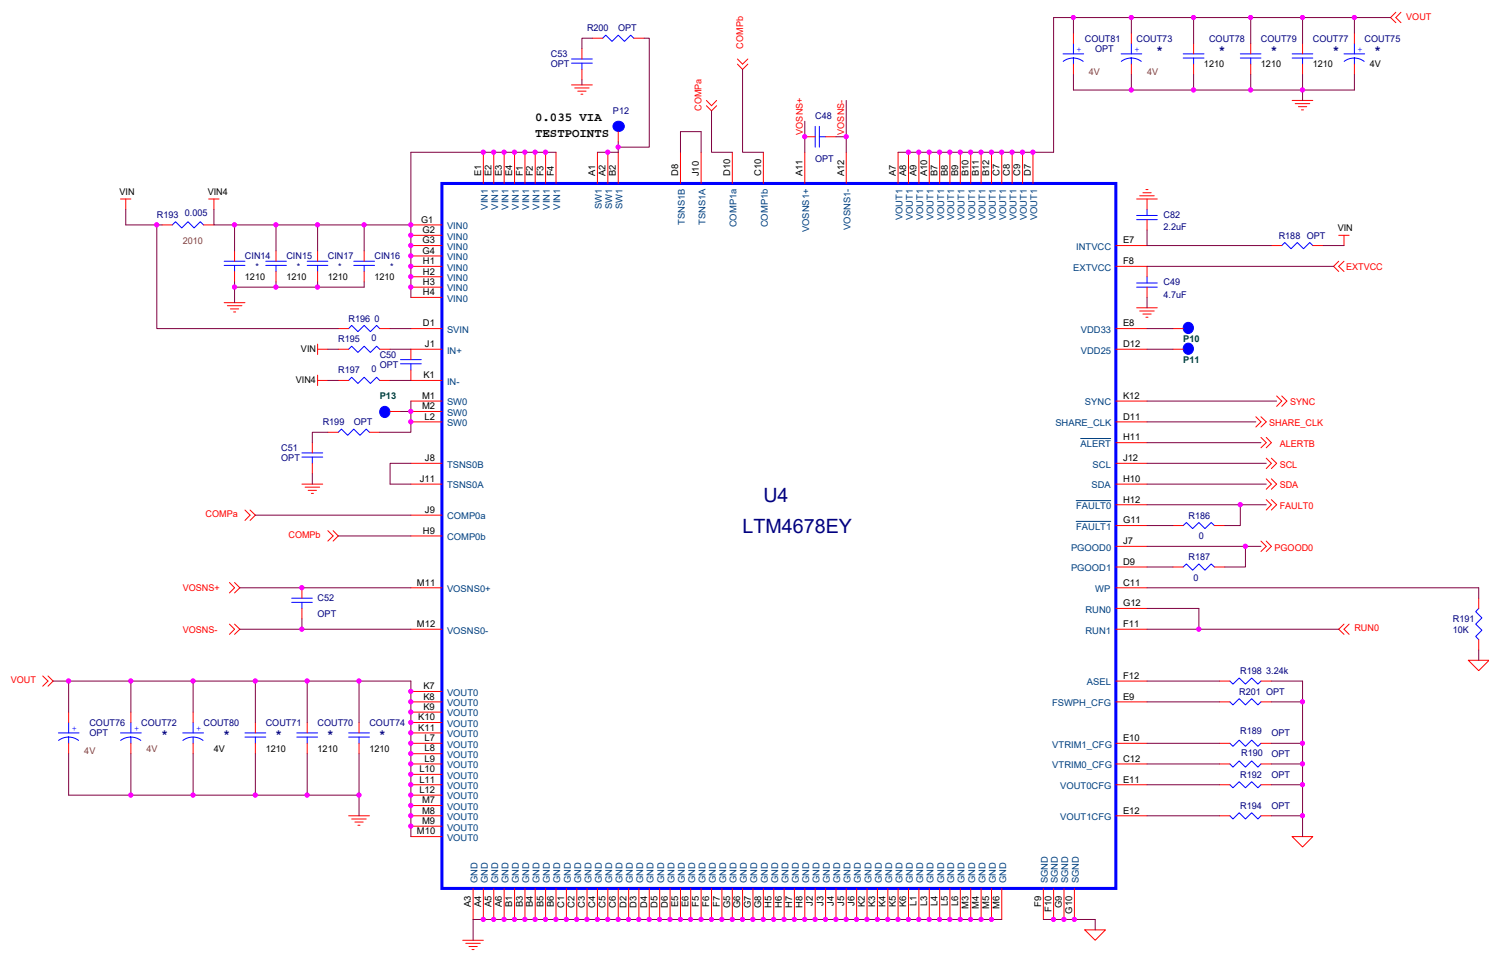 R200 OPT
C53
OPT
0.035 VIA
TESTPOINTS
P12
COMPa
COMPb
VOSNS+
VOSNS-
C48
OPT
VOUT
COUT81
OPT
4V
COUT73
*
4V
COUT78
*
1210
COUT79
*
1210
COUT77
*
1210
COUT75
*
4V
E1 E2 E3 E4 F1 F2 F3 F4
A1 A2 B2
D8 J10 D10 C10 A11 A12
A7 A8 A9 A10 B7 B8 B9 B10 B11 B12 C7 C8 C9 D7
VIN1 VIN1 VIN1 VIN1 VIN1 VIN1 VIN1 VIN1
SW1 SW1 SW1
TSNS1B TSNS1A COMP1a COMP1b VOSNS1+ VOSNS1-
VOUT1 VOUT1 VOUT1 VOUT1 VOUT1 VOUT1 VOUT1 VOUT1 VOUT1 VOUT1 VOUT1 VOUT1 VOUT1 VOUT1
VIN
VIN4
R193 0.005
2010
CIN14
*
1210
CIN15
*
1210
CIN17
*
1210
CIN16
*
1210
G1 VIN0
G2 VIN0
G3 VIN0
G4 VIN0
H1 VIN0
H2 VIN0
H3 VIN0
H4 VIN0
R196 0
D1 SVIN
R195 0
VIN
J1 IN+
C50
OPT
R197 0
VIN4
K1 IN-
P13
M1 SW0
M2 SW0
L2 SW0
R199 OPT
C51
OPT
J8 TSNS0B
J11 TSNS0A
COMPa
J9 COMP0a
COMPb
H9 COMP0b
VOSNS+
M11 VOSNS0+
C52
OPT
VOSNS-
M12 VOSNS0-
VOUT
COUT76
OPT
4V
COUT72
*
4V
COUT80
*
4V
COUT71
*
1210
COUT70
*
1210
COUT74
*
1210
K7 VOUT0
K8 VOUT0
K9 VOUT0
K10 VOUT0
K11 VOUT0
L7 VOUT0
L8 VOUT0
L9 VOUT0
L10 VOUT0
L11 VOUT0
L12 VOUT0
M7 VOUT0
M8 VOUT0
M9 VOUT0
M10 VOUT0
U4
LTM4678EY
C82
2.2uF
INTVCC E7
R188 OPT
VIN
EXTVCC F8
EXTVCC
C49
4.7uF
VDD33 E8
P10
VDD25 D12
P11
SYNC K12 SYNC
SHARE_CLK D11 SHARE_CLK
ALERT H11 ALERTB
SCL J12 SCL
SDA H10 SDA
FAULT0 H12 FAULT0
FAULT1 G11 R186
0
PGOOD0 J7 PGOOD0
PGOOD1 D9 R187
0
WP C11
RUN0 G12
RUN1 F11 RUN0
R191
10K
ASEL F12 R198 3.24k
FSWPH_CFG E9 R201 OPT
VTRIM1_CFG E10 R189 OPT
VTRIM0_CFG C12 R190 OPT
VOUT0CFG E11 R192 OPT
VOUT1CFG E12 R194 OPT
GND GND GND GND GND GND GND GND GND GND GND GND GND GND GND GND GND GND GND GND GND GND GND GND GND GND GND GND GND GND GND GND GND GND GND GND GND GND GND GND GND GND GND GND GND GND GND GND GND GND GND GND
SGND SGND SGND SGND
A3 A4 A5 A6 B1 B3 B4 B5 B6 C1 C2 C3 C4 C5 C6 D2 D3 D4 D5 D6 E5 E6 F5 F6 F7 G5 G6 G7 G8 H5 H6 H7 H8 J2 J3 J4 J5 J6 K2 K3 K4 K5 K6 L1 L3 L4 L5 L6 M3 M4 M5 M6
F9 F10 G9 G10